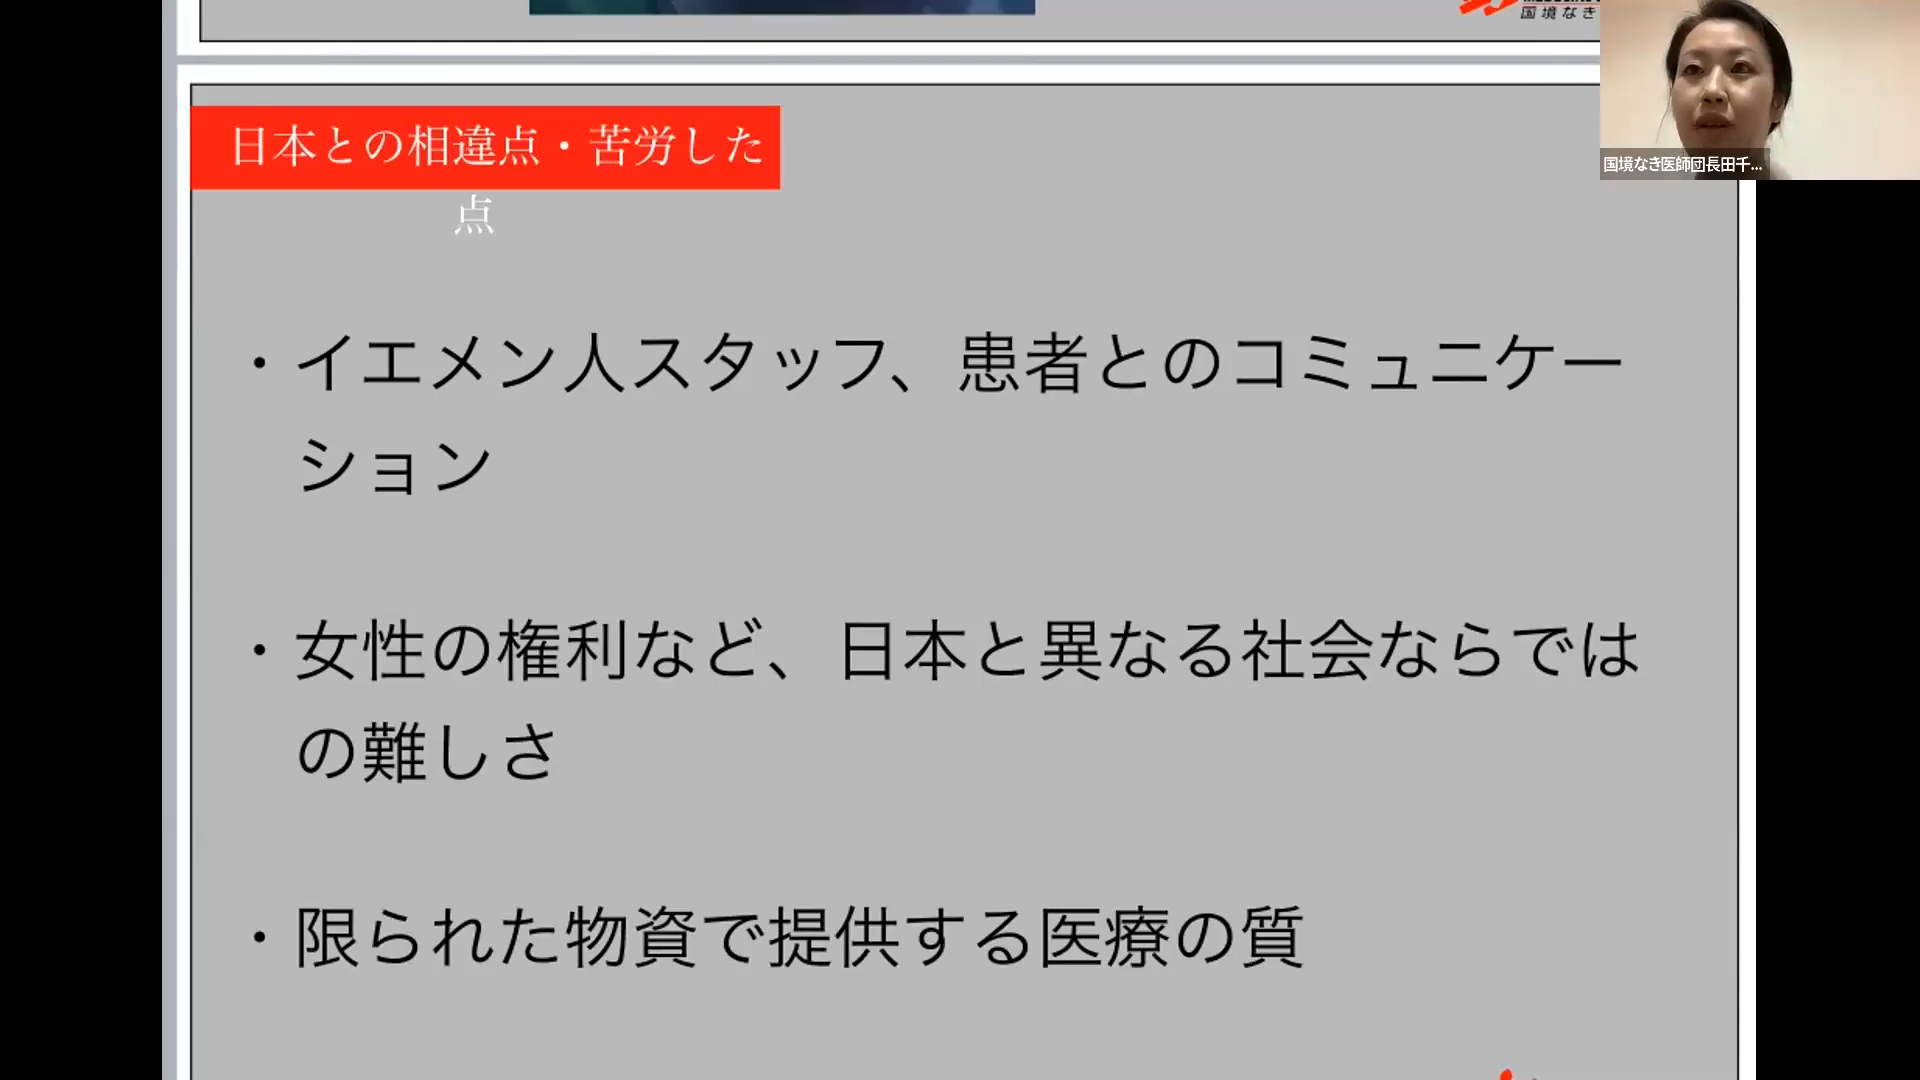 国境なき
国境なき医師団長田千...
日本との相違点・苦労した
点
・イエメン人スタッフ、患者とのコミュニケー
ション
・女性の権利など、日本と異なる社会ならでは
の難しさ
・限られた物資で提供する医療の質